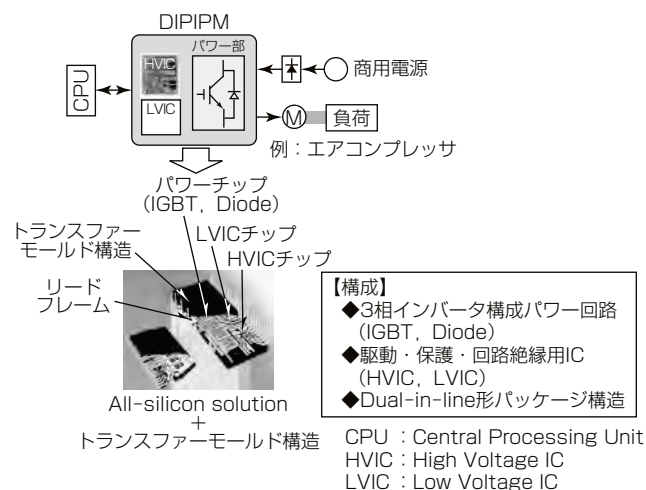 DIPIPM
パワー部
HVIC
LVIC
CPU
商用電源
M
負荷
例：エアコンプレッサ
パワーチップ
（IGBT，Diode）
トランスファー
モールド構造
LVICチップ
HVICチップ
リード
フレーム
All-silicon solution
＋
トランスファーモールド構造
【構成】
◆3相インバータ構成パワー回路
（IGBT，Diode）
◆駆動・保護・回路絶縁用IC
（HVIC，LVIC）
◆Dual-in-line形パッケージ構造
CPU ：Central Processing Unit
HVIC：High Voltage IC
LVIC：Low Voltage IC